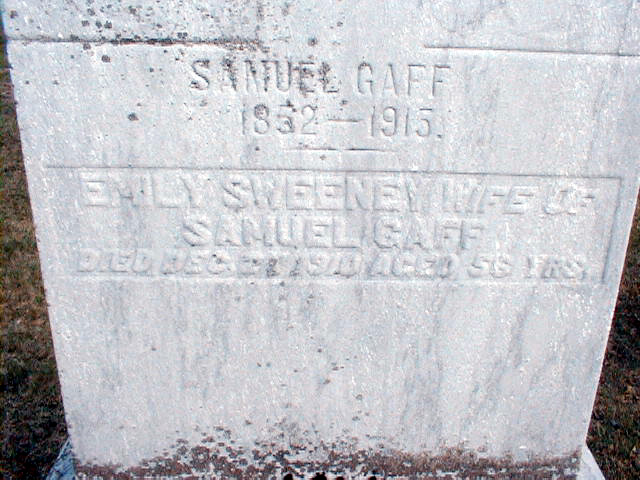 SAMUEL GAFF
1852 — 1915.
EMILY SWEENEY WIFE OF
SAMUEL GAFF
DIED DEC. AGED YRS.